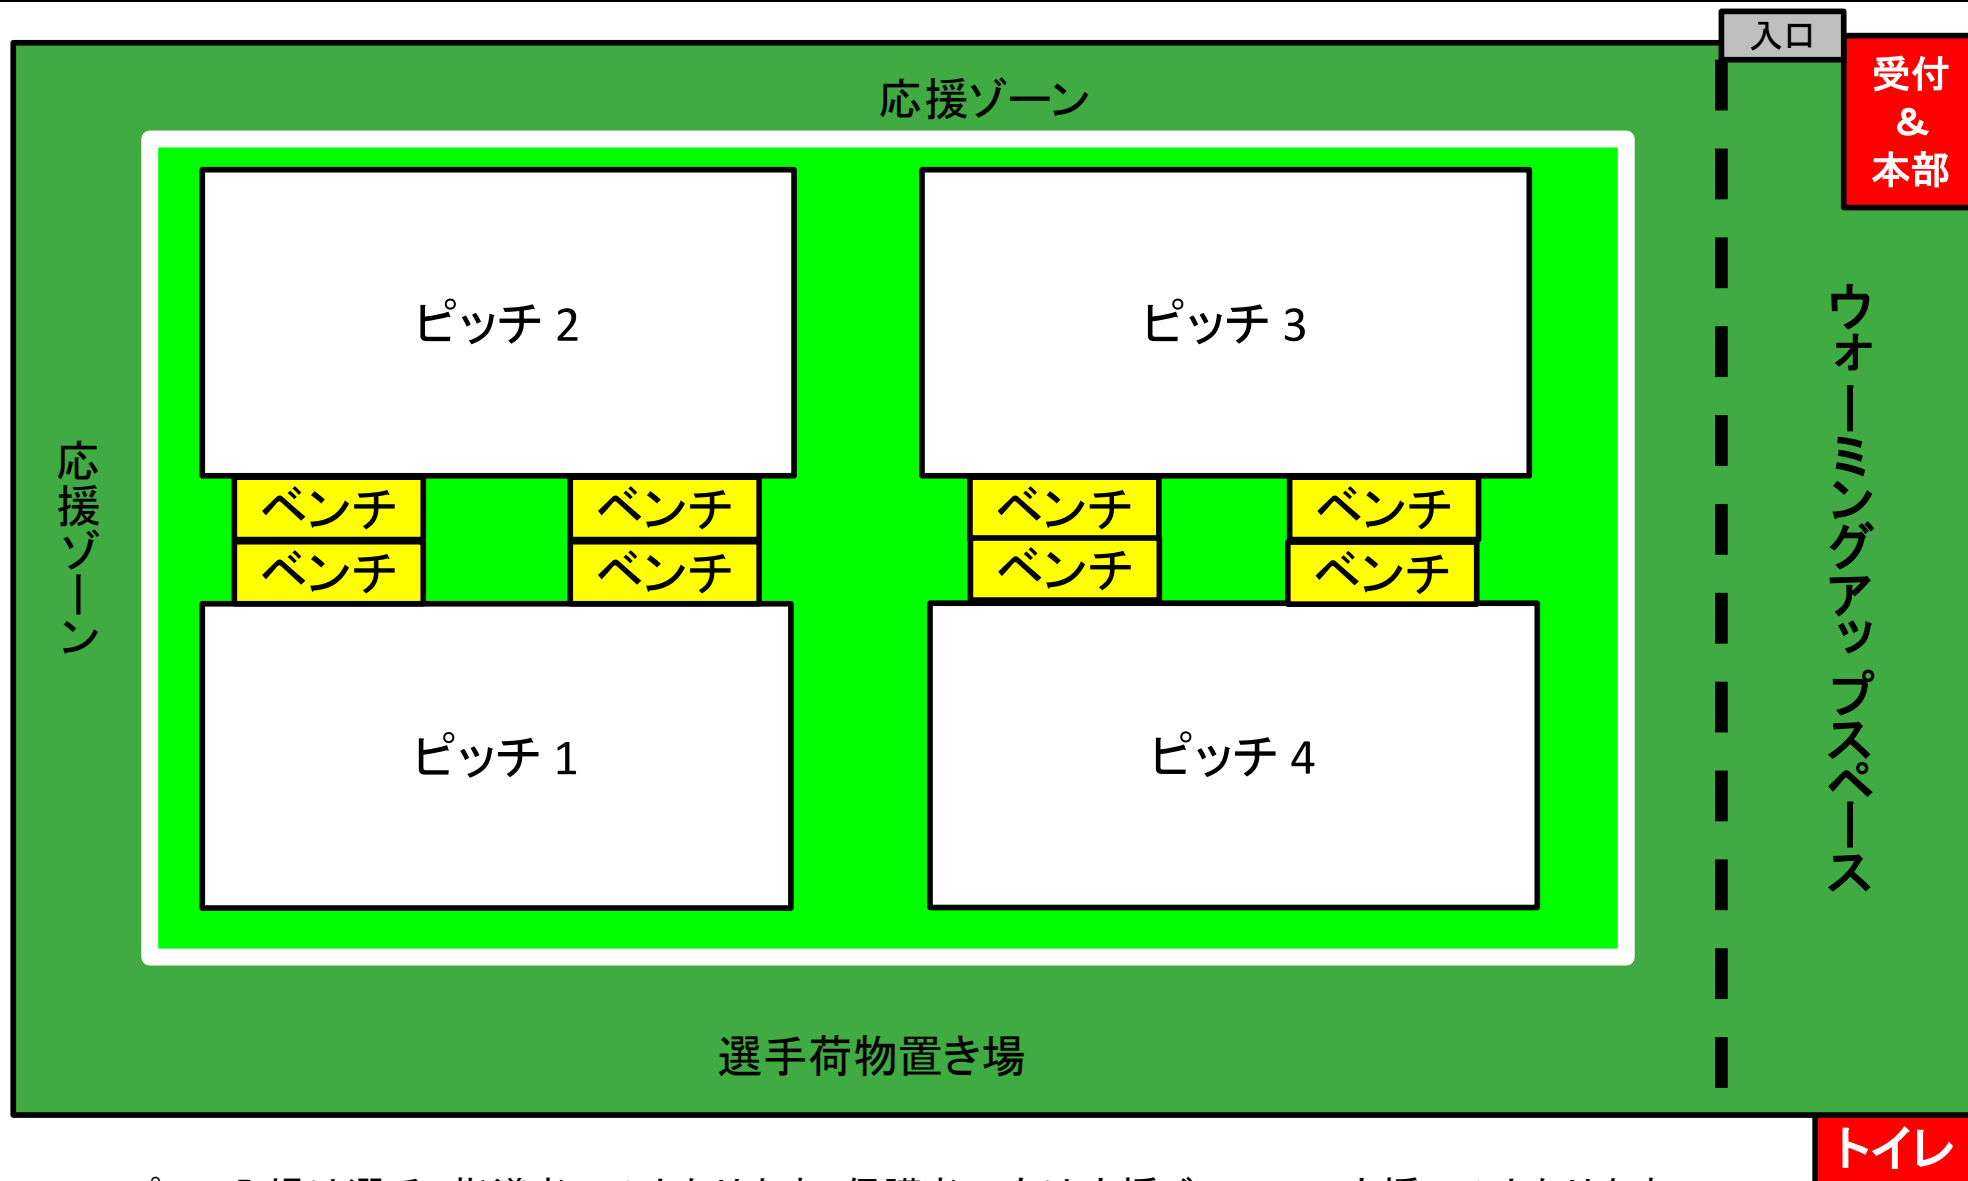 入口
受付
&
本部
応援ゾーン
ピッチ 2
ピッチ 3
応援ゾーン
ベンチ
ベンチ
ベンチ
ベンチ
ベンチ
ベンチ
ベンチ
ベンチ
ウォーミングアップスペース
ピッチ 1
ピッチ 4
選手荷物置き場
トイレ